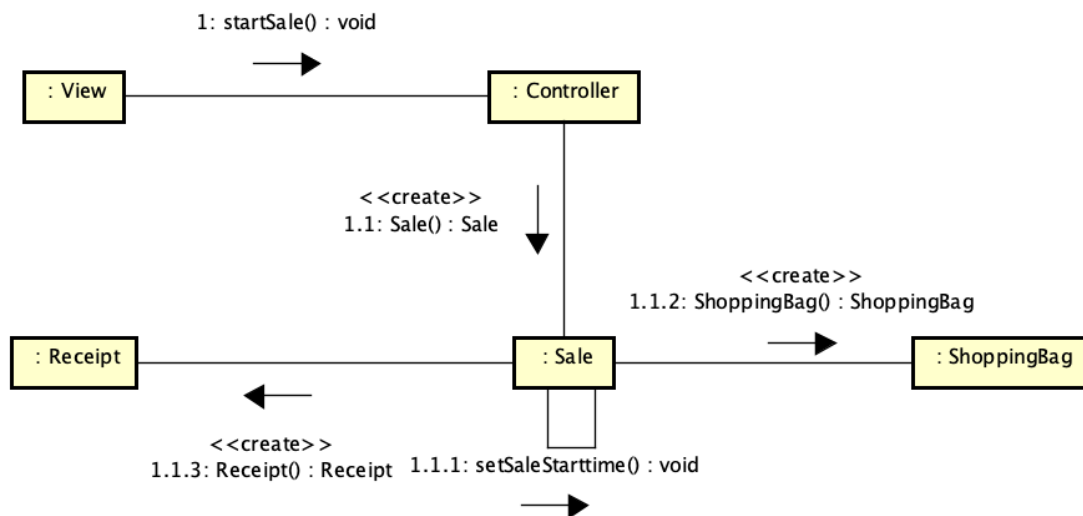 1: startSale() : void
: View
: Controller
<<create>>
1.1: Sale() : Sale
<<create>>
1.1.2: ShoppingBag() : ShoppingBag
: Receipt
: Sale
: ShoppingBag
<<create>>
1.1.3: Receipt() : Receipt
1.1.1: setSaleStarttime() : void